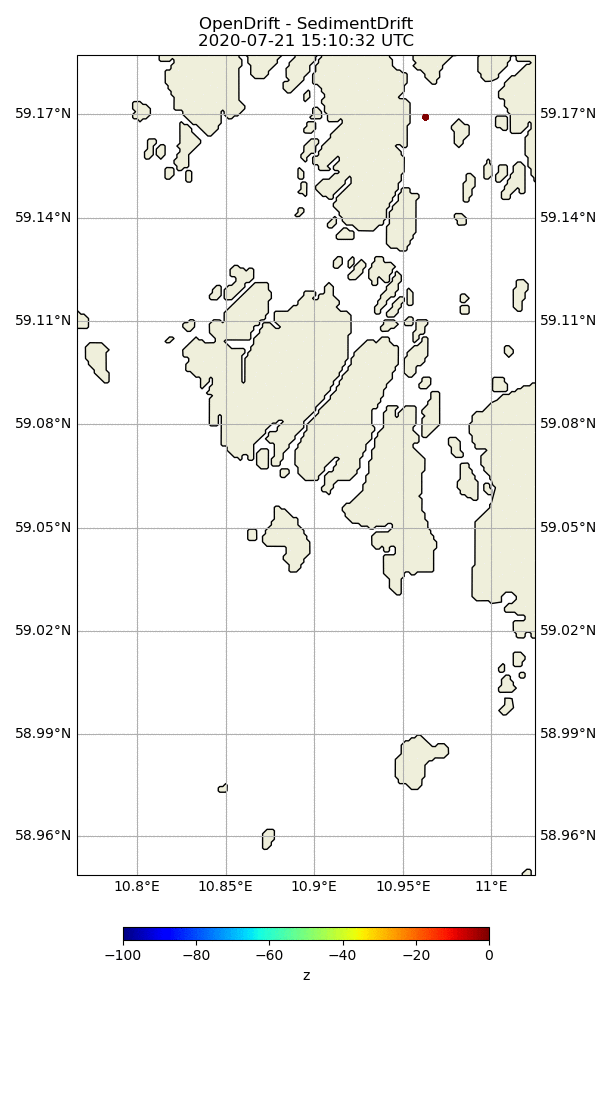 OpenDrift - SedimentDrift
2020-07-21 15:10:32 UTC
59.17°N 59.17°N
59.14°N 59.14°N
59.11°N 59.11°N
59.08°N 59.08°N
59.05°N 59.05°N
59.02°N 59.02°N
58.99°N 58.99°N
58.96°N 58.96°N
10.8°E 10.85°E 10.9°E 10.95°E 11°E
−100 −80 −60 −40 −20 0
z